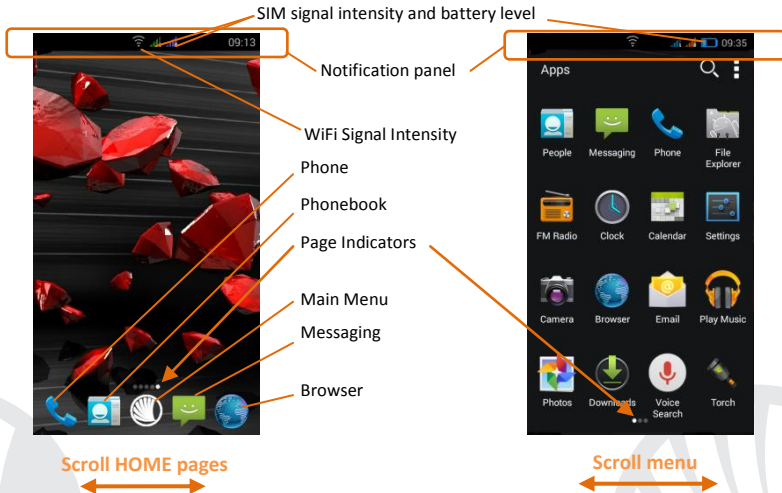 SIM signal intensity and battery level
09:13
09:35
Notification panel
Apps
WiFi Signal Intensity
Phone
Phonebook
Page Indicators
Main Menu
Messaging
Browser
People Messaging Phone File Explorer
FM Radio Clock Calendar Settings
Camera Browser Email Play Music
Photos Downloads Voice Search Torch
Scroll HOME pages
Scroll menu